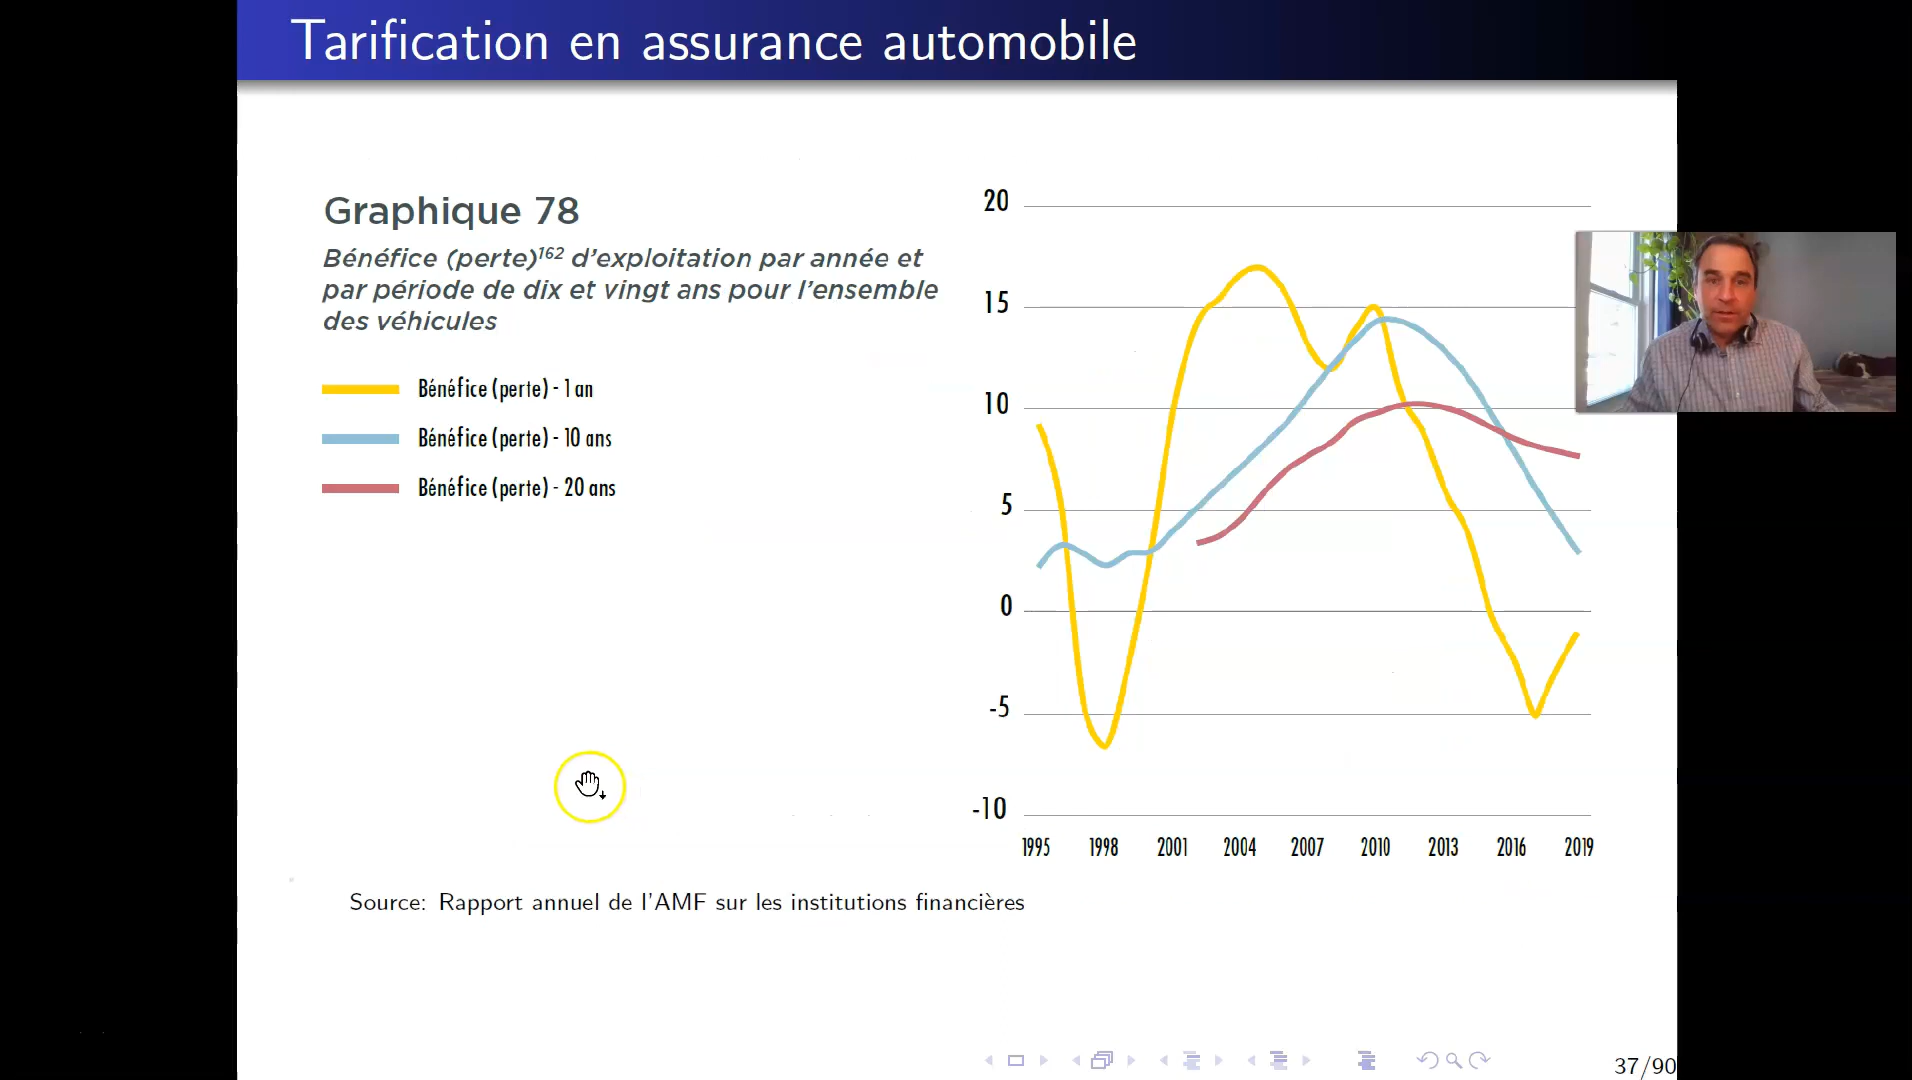 Tarification en assurance automobile
Graphique 78
Bénéfice (perte)162 d'exploitation par année et
par période de dix et vingt ans pour l'ensemble
des véhicules
Bénéfice (perte) - 1 an
Bénéfice (perte) - 10 ans
Bénéfice (perte) - 20 ans
20
15
10
5
0
-5
-10
1995 1998 2001 2004 2007 2010 2013 2016 2019
Source: Rapport annuel de l'AMF sur les institutions financières
37/90